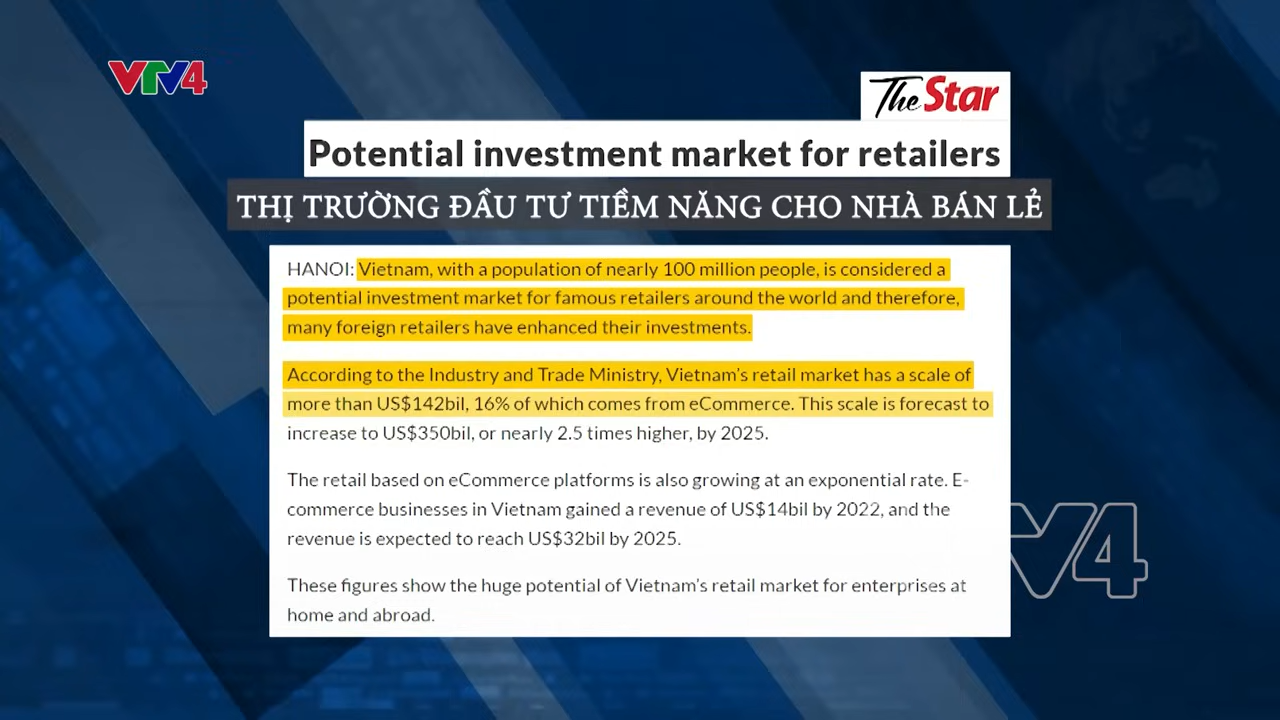 VTV4
The Star
Potential investment market for retailers
THỊ TRƯỜNG ĐẦU TƯ TIỀM NĂNG CHO NHÀ BÁN LẺ
HANOI: Vietnam, with a population of nearly 100 million people, is considered a
potential investment market for famous retailers around the world and therefore,
many foreign retailers have enhanced their investments.
According to the Industry and Trade Ministry, Vietnam's retail market has a scale of
more than US$142bil, 16% of which comes from eCommerce. This scale is forecast to
increase to US$350bil, or nearly 2.5 times higher, by 2025.
The retail based on eCommerce platforms is also growing at an exponential rate. E-
commerce businesses in Vietnam gained a revenue of US$14bil by 2022, and the
revenue is expected to reach US$32bil by 2025.
These figures show the huge potential of Vietnam's retail market for enterprises at
home and abroad.
V4